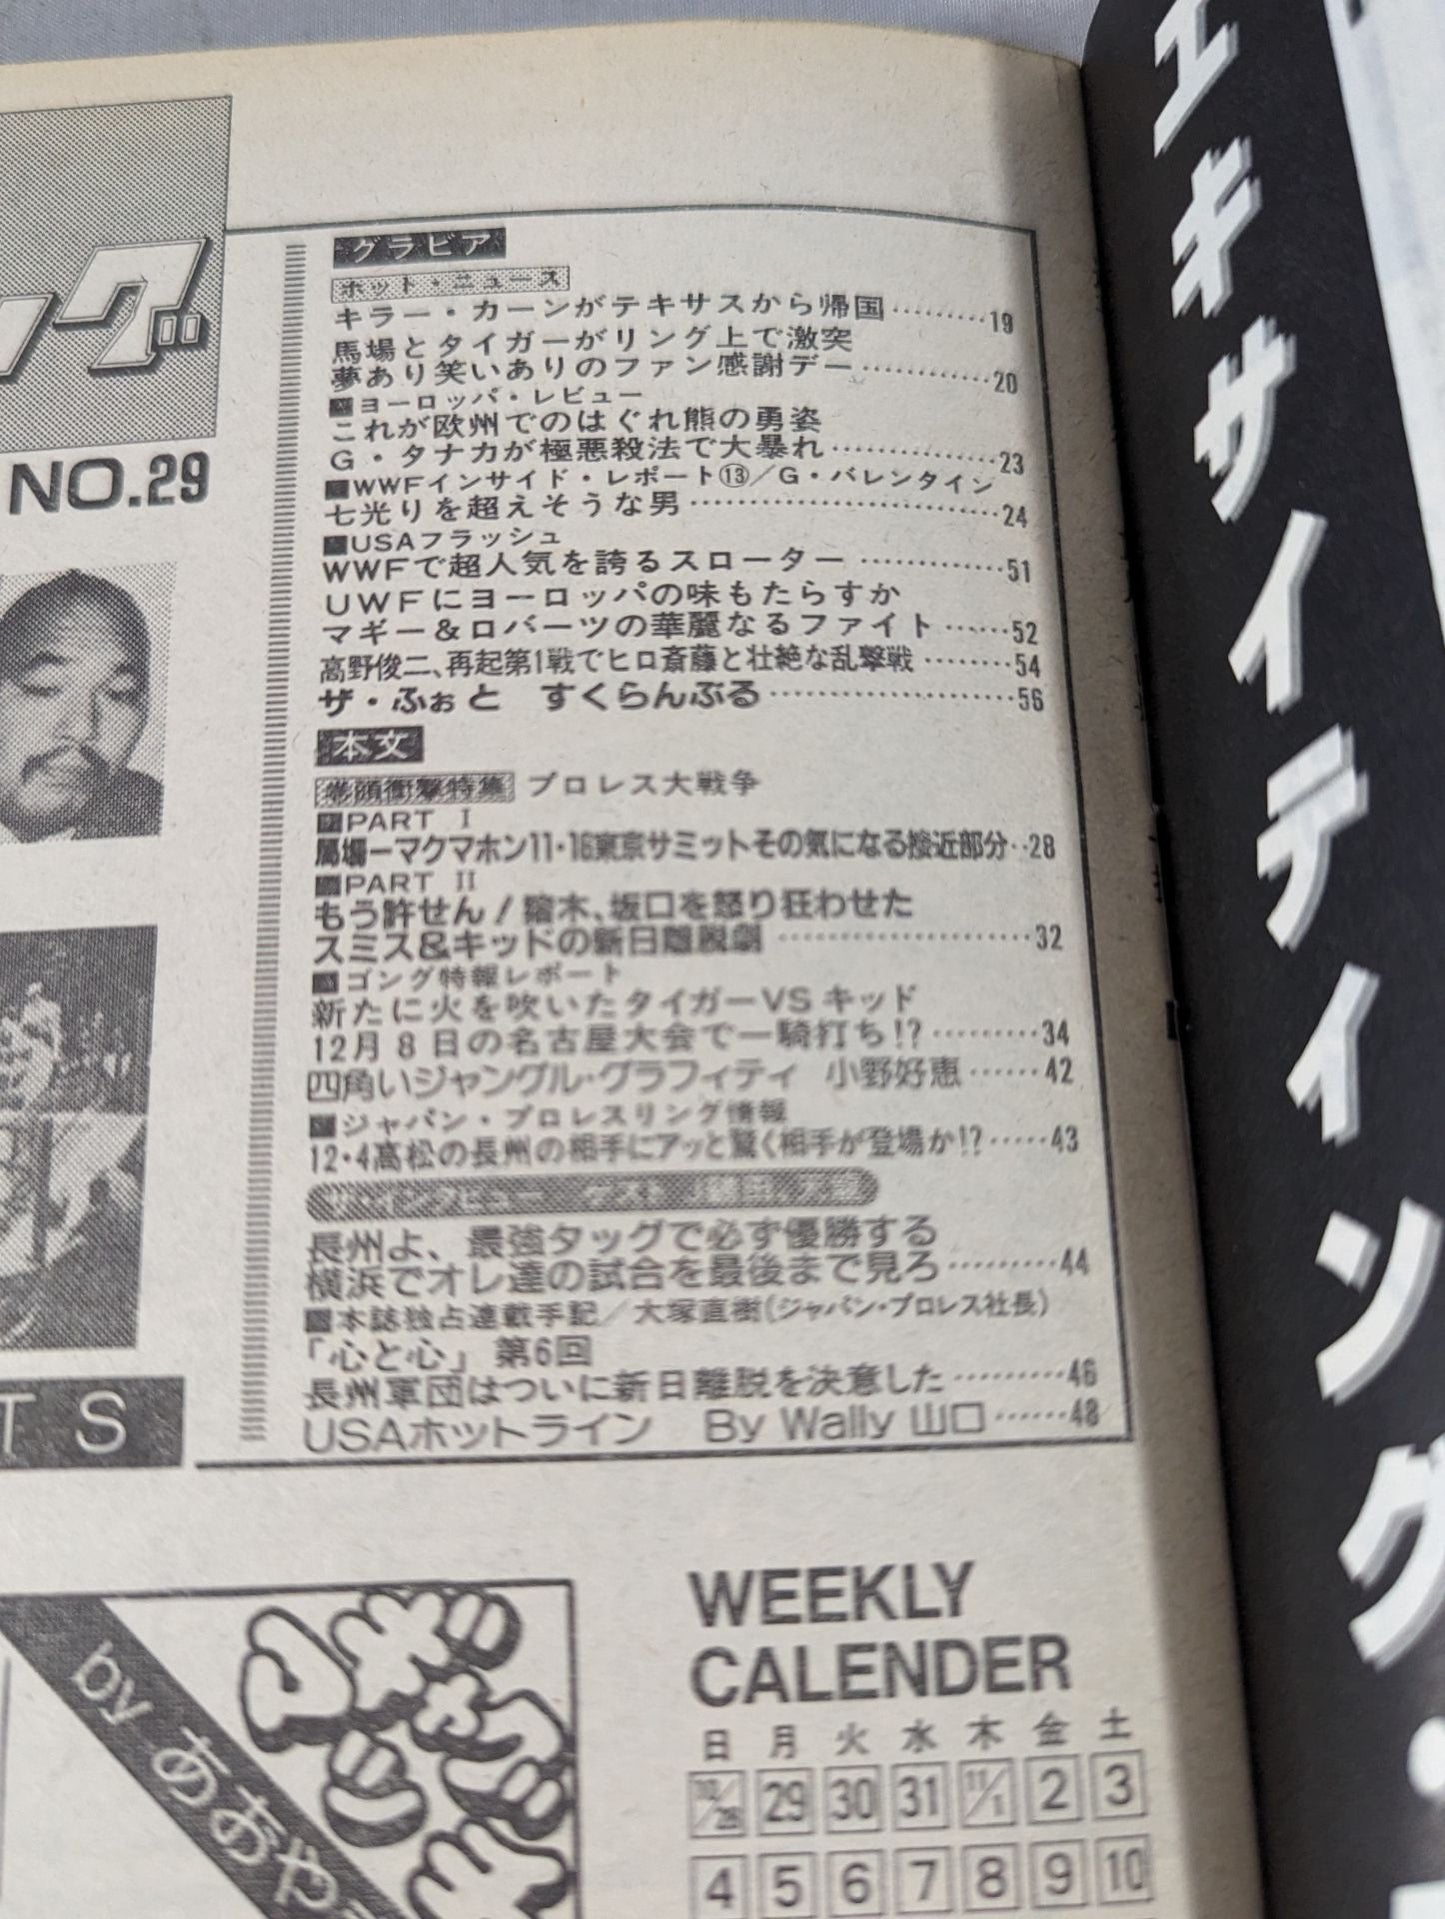 NO.29
グラビア
ホット・ニュース
キラー・カーンがテキサスから帰国………19
馬場とタイガーがリング上で激突
夢あり笑いありのファン感謝デー…………20
■ヨーロッパ・レビュー
これが欧州でのはぐれ熊の勇姿
G・タナカが極悪殺法で大暴れ……………23
■WWFインサイド・レポート⑬／G・バレンタイン
七光りを超えそうな男…………………………24
■USAフラッシュ
WWFで超人気を誇るスローター……………51
UWFにヨーロッパの味もたらすか
マギー＆ロバーツの華麗なるファイト……52
高野俊二、再起第1戦でヒロ斎藤と壮絶な乱撃戦………54
ザ・ふぉと　すくらんぶる……………………56
本文
巻頭衝撃特集 プロレス大戦争
■PART I
馬場ーマクマホン11・16東京サミットその気になる接近部分‥28
■PART II
もう許せん！猪木、坂口を怒り狂わせた
スミス＆キッドの新日離脱劇……………………32
■ゴング特報レポート
新たに火を吹いたタイガーVSキッド
12月8日の名古屋大会で一騎打ち!?………34
四角いジャングル・グラフィティ　小野好恵……42
■ジャパン・プロレスリング情報
12・4高松の長州の相手にアッと驚く相手が登場か!?……43
ザ・インタビュー　ゲスト
長州よ、最強タッグで必ず優勝する
横浜でオレ達の試合を最後まで見ろ………44
■本誌独占連載手記／大塚直樹(ジャパン・プロレス社長)
「心と心」第6回
長州軍団はついに新日離脱を決意した………46
USAホットライン　By Wally 山口……48
TS
by あおや
WEEKLY
CALENDER
日 月 火 水 木 金 土
10/28 29 30 31 11/1 2 3
4 5 6 7 8 9 10
エキサイティング・